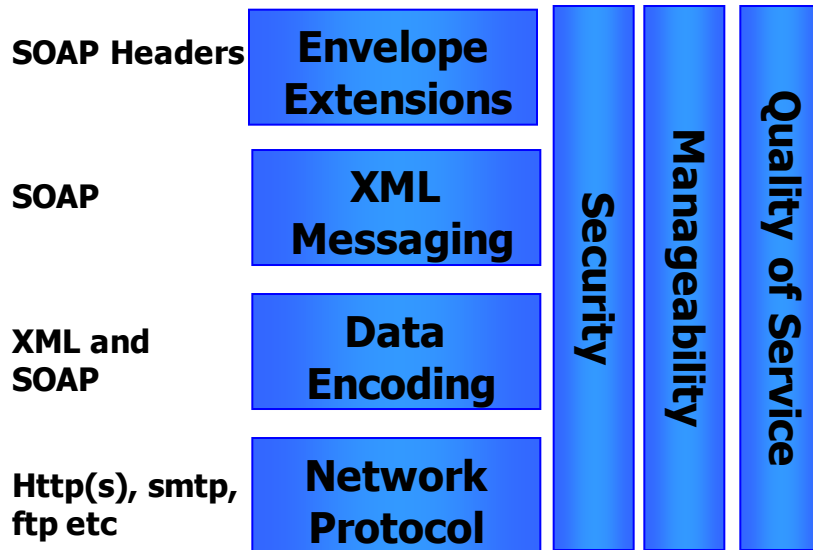 SOAP Headers
Envelope
Extensions
SOAP
XML
Messaging
XML and
SOAP
Data
Encoding
Http(s), smtp,
ftp etc
Network
Protocol
Security
Manageability
Quality of Service